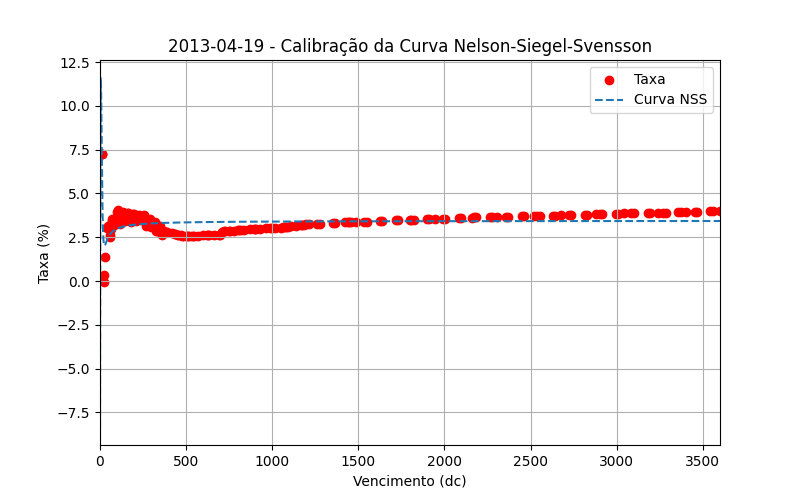 2013-04-19 - Calibração da Curva Nelson-Siegel-Svensson
12.5
10.0
7.5
5.0
2.5
0.0
−2.5
−5.0
−7.5
Taxa (%)
Taxa
Curva NSS
0 500 1000 1500 2000 2500 3000 3500
Vencimento (dc)